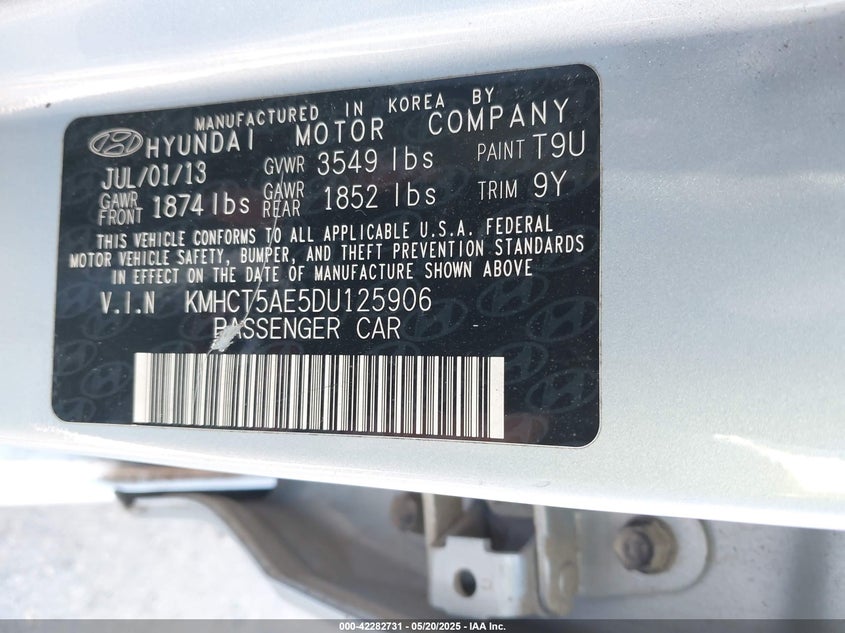 MANUFACTURED IN KOREA BY
HYUNDAI MOTOR COMPANY
JUL/01/13 GVWR 3549 lbs PAINT T9U
GAWR FRONT 1874 lbs GAWR REAR 1852 lbs TRIM 9Y
THIS VEHICLE CONFORMS TO ALL APPLICABLE U.S.A. FEDERAL
MOTOR VEHICLE SAFETY, BUMPER, AND THEFT PREVENTION STANDARDS
IN EFFECT ON THE DATE OF MANUFACTURE SHOWN ABOVE
V.I.N KMHCT5AE5DU125906
PASSENGER CAR
000-42282731 - 05/20/2025 - IAA Inc.